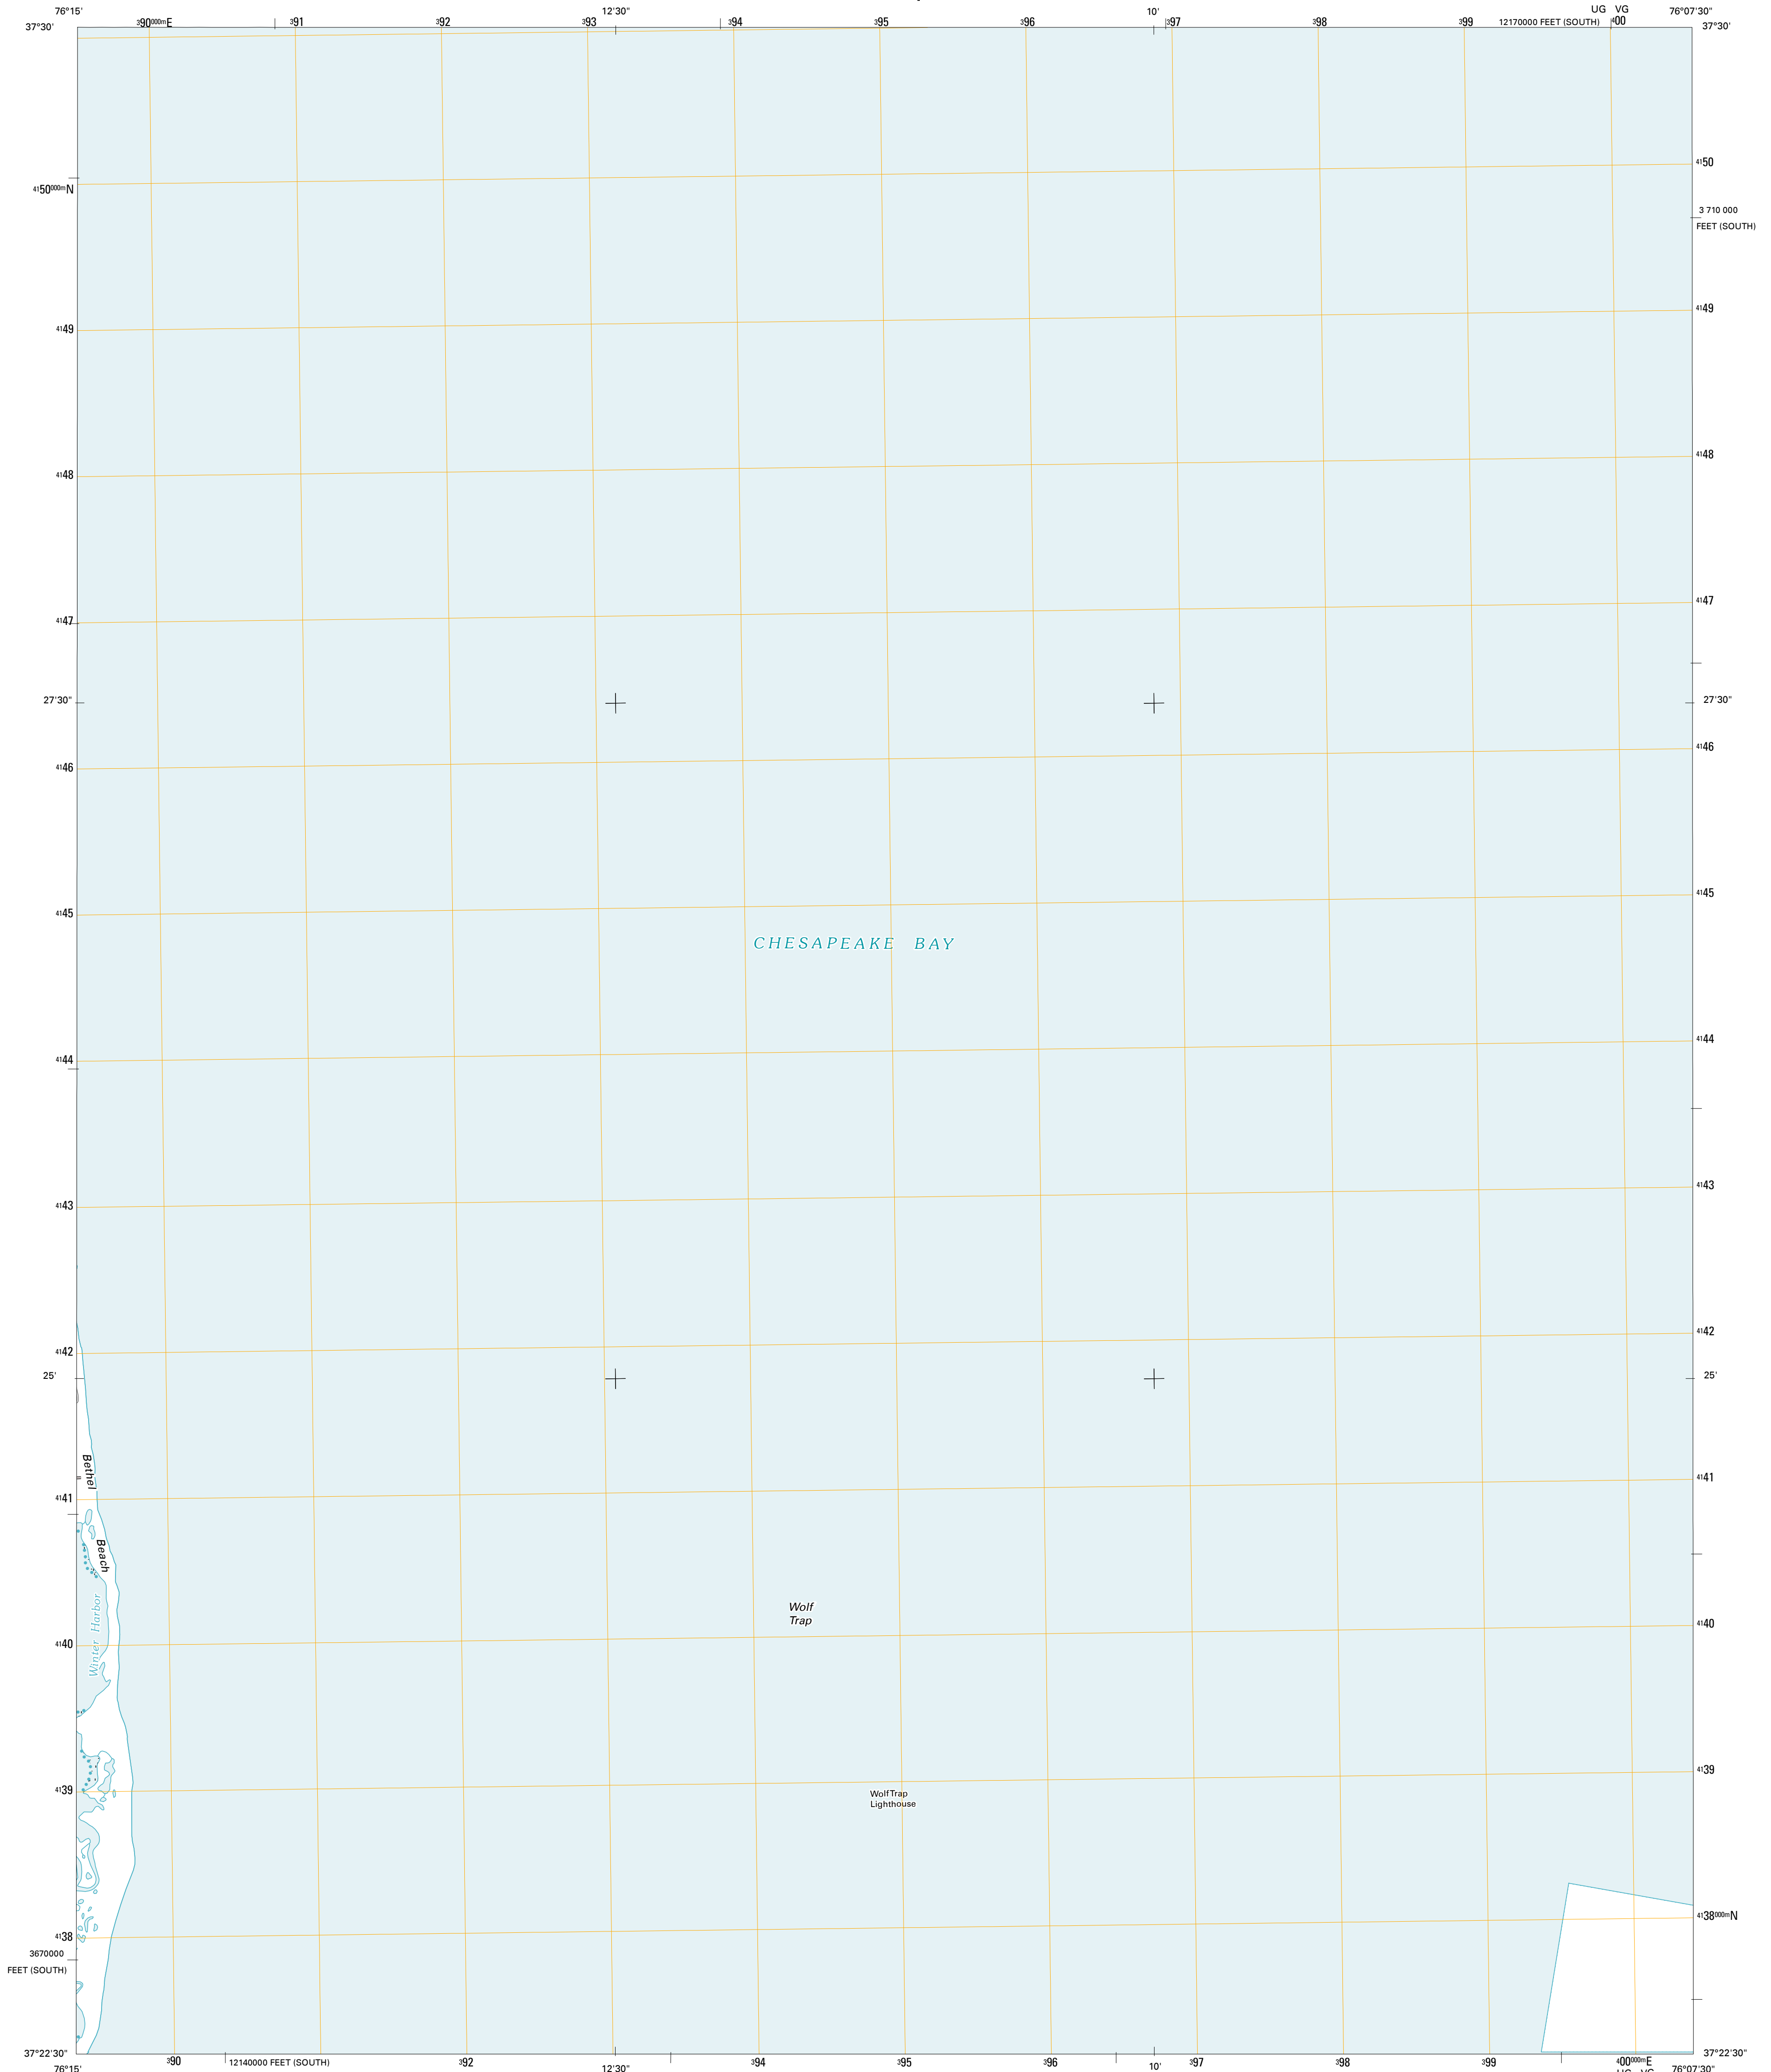 76°15' ³90⁰⁰⁰ᵐE ³91 ³92 ³93 12'30" ³94 ³95 ³96 10' ³97 ³98 ³99 12170000 FEET (SOUTH) UG VG ⁴00 76°07'30"
37°30' 37°30'
⁴¹50
⁴¹50⁰⁰⁰ᵐN
3 710 000
FEET (SOUTH)
⁴¹49 ⁴¹49
⁴¹48 ⁴¹48
⁴¹47 ⁴¹47
27'30" 27'30"
⁴¹46 ⁴¹46
⁴¹45 ⁴¹45
CHESAPEAKE BAY
⁴¹44 ⁴¹44
⁴¹43 ⁴¹43
⁴¹42 ⁴¹42
25' 25'
Bethel
⁴¹41 ⁴¹41
Beach
Winter Harbor
Wolf
Trap
⁴¹40 ⁴¹40
⁴¹39 ⁴¹39
Wolf Trap
Lighthouse
⁴¹38 ⁴¹38⁰⁰⁰ᵐN
3670000
FEET (SOUTH)
37°22'30" 37°22'30"
76°15' ³90 12140000 FEET (SOUTH) ³92 12'30" ³94 ³95 ³96 10' ³97 ³98 ³99 ⁴00⁰⁰⁰ᵐE 76°07'30"
UG VG